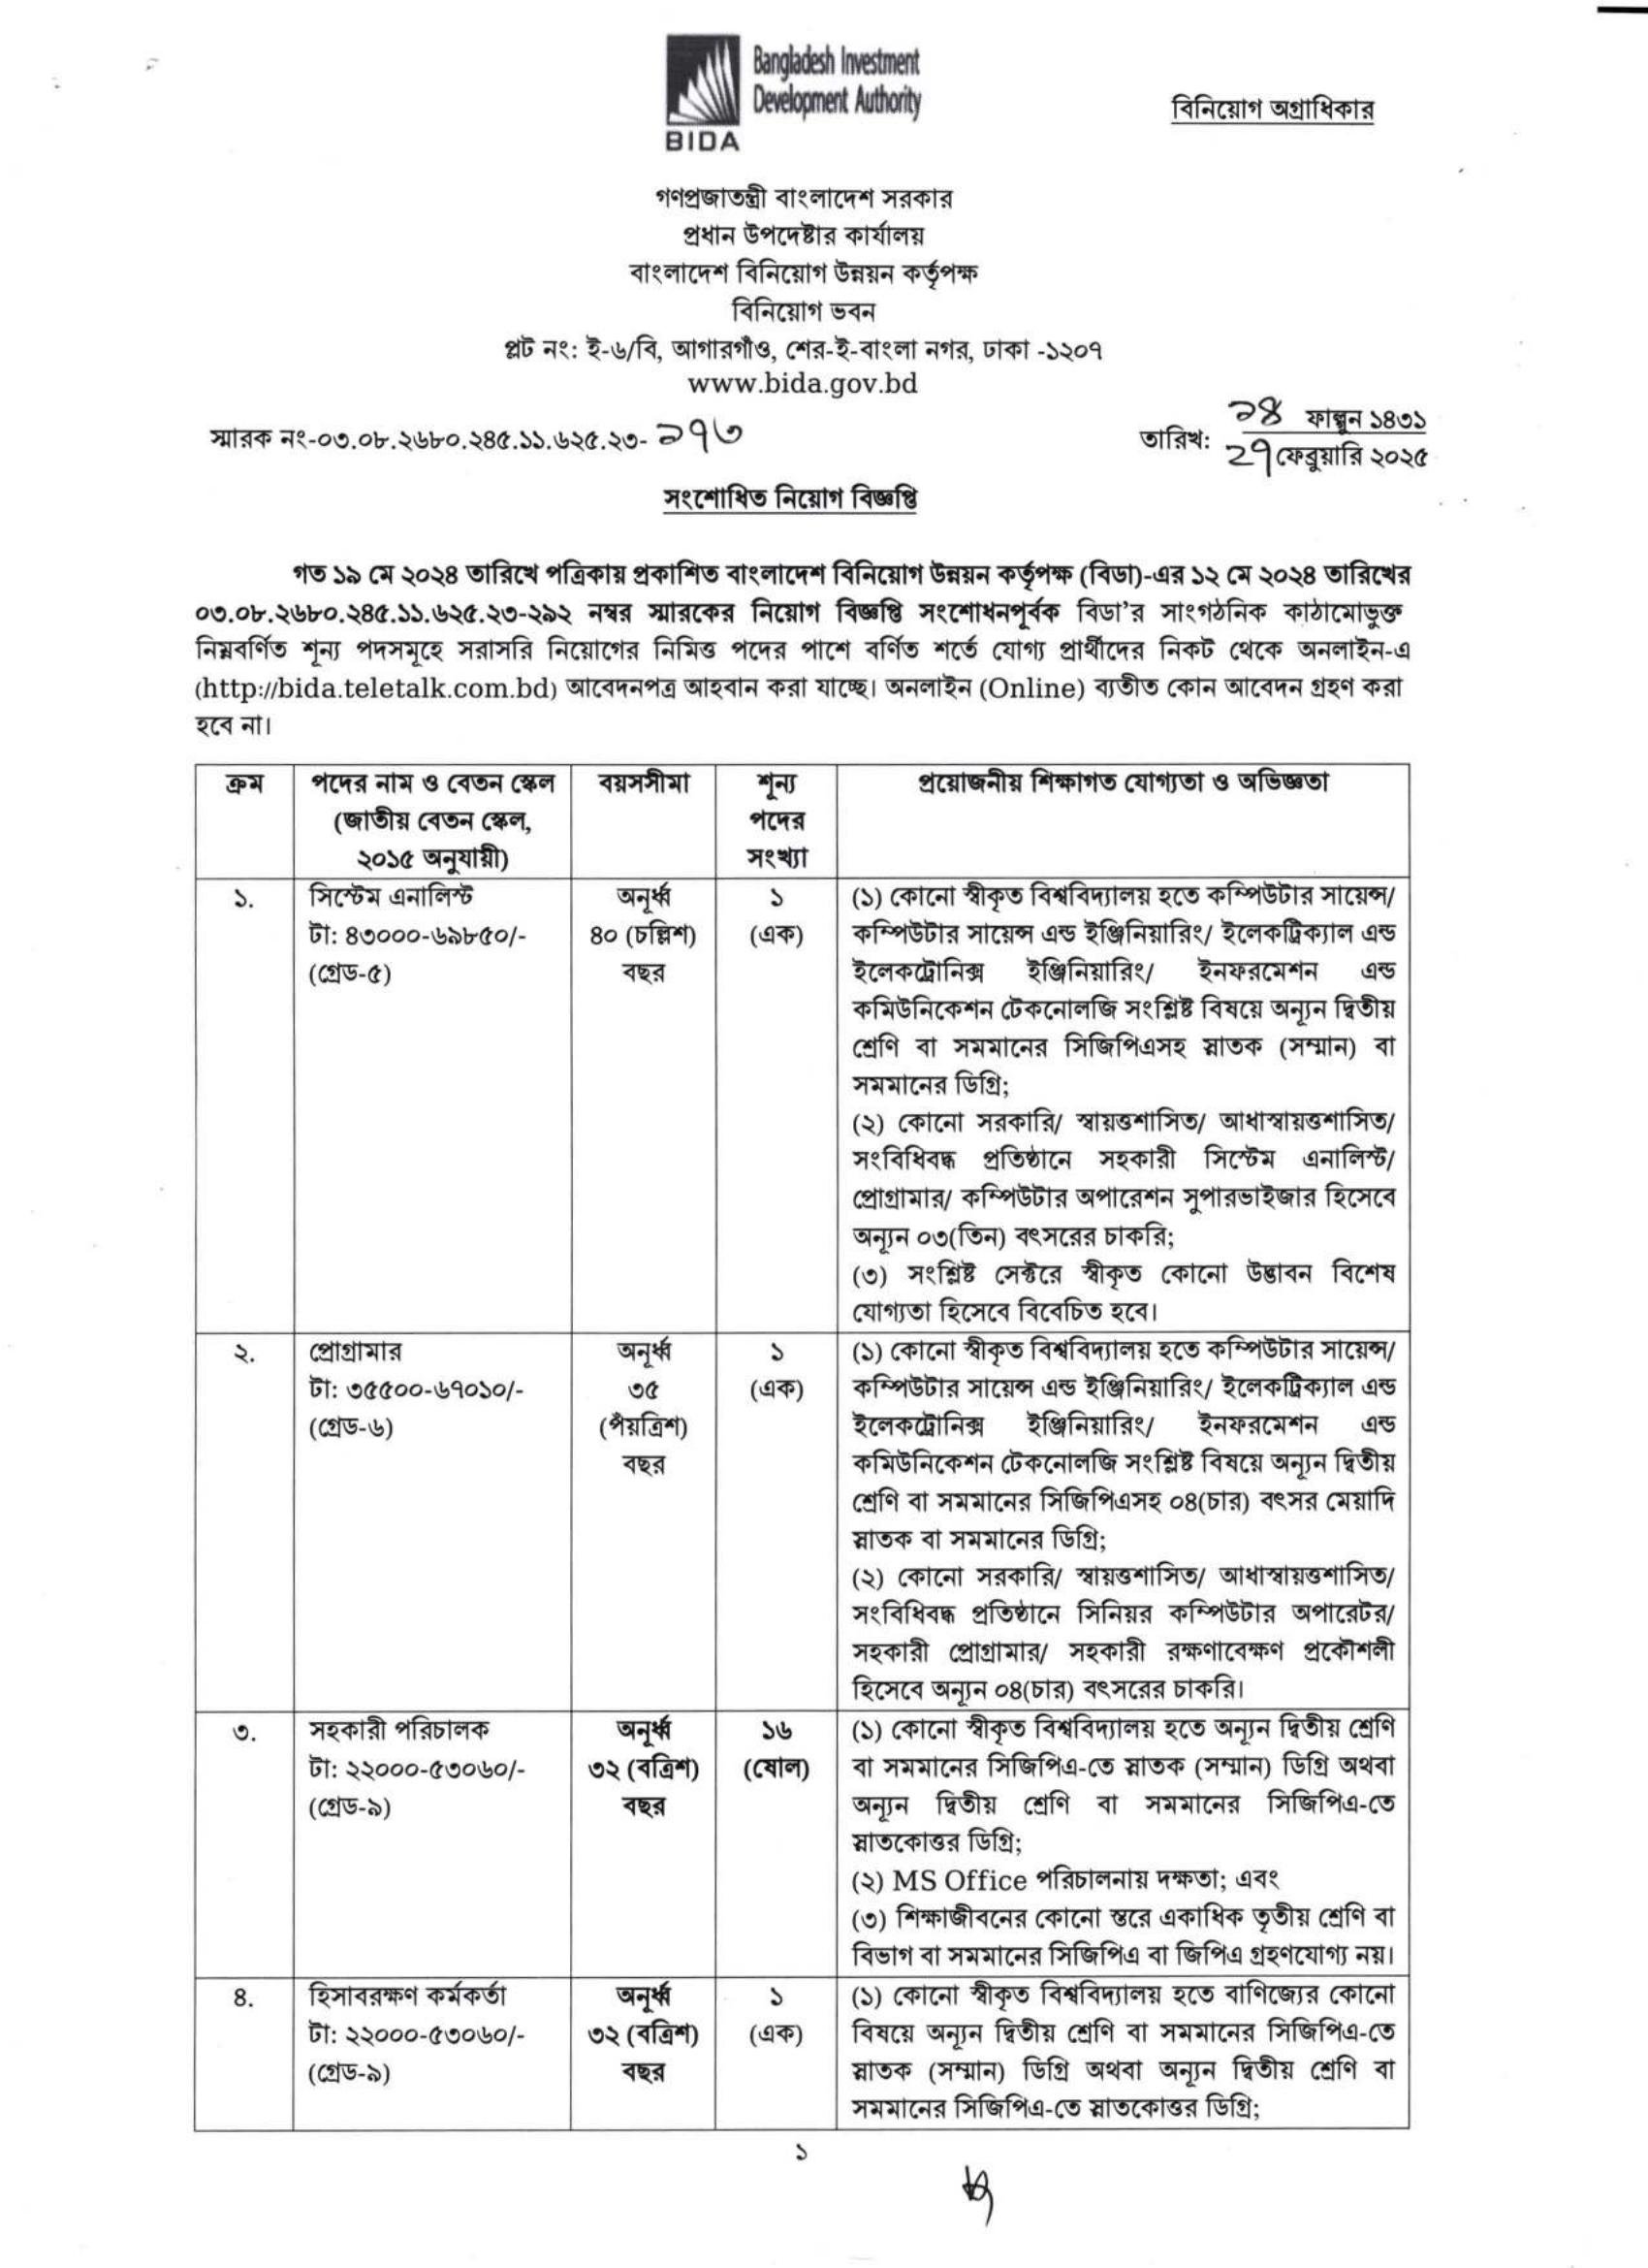 Bangladesh Investment
Development Authority
BIDA
বিনিয়োগ অগ্রাধিকার
গণপ্রজাতন্ত্রী বাংলাদেশ সরকার
প্রধান উপদেষ্টার কার্যালয়
বাংলাদেশ বিনিয়োগ উন্নয়ন কর্তৃপক্ষ
বিনিয়োগ ভবন
প্লট নং: ই-৬/বি, আগারগাঁও, শের-ই-বাংলা নগর, ঢাকা -১২০৭
www.bida.gov.bd
স্মারক নং-০৩.০৮.২৬৮০.২৪৫.১১.৬২৫.২৩- ১৭৩
তারিখ: ১৪ ফাল্গুন ১৪৩১
২৭ ফেব্রুয়ারি ২০২৫
সংশোধিত নিয়োগ বিজ্ঞপ্তি
গত ১৯ মে ২০২৪ তারিখে পত্রিকায় প্রকাশিত বাংলাদেশ বিনিয়োগ উন্নয়ন কর্তৃপক্ষ (বিডা)-এর ১২ মে ২০২৪ তারিখের
০৩.০৮.২৬৮০.২৪৫.১১.৬২৫.২৩-২৯২ নম্বর স্মারকের নিয়োগ বিজ্ঞপ্তি সংশোধনপূর্বক বিডা'র সাংগঠনিক কাঠামোভুক্ত
নিম্নবর্ণিত শূন্য পদসমূহে সরাসরি নিয়োগের নিমিত্ত পদের পাশে বর্ণিত শর্তে যোগ্য প্রার্থীদের নিকট থেকে অনলাইন-এ
(http://bida.teletalk.com.bd) আবেদনপত্র আহবান করা যাচ্ছে। অনলাইন (Online) ব্যতীত কোন আবেদন গ্রহণ করা
হবে না।
ক্রম
পদের নাম ও বেতন স্কেল
(জাতীয় বেতন স্কেল,
২০১৫ অনুযায়ী)
বয়সসীমা
শূন্য
পদের
সংখ্যা
প্রয়োজনীয় শিক্ষাগত যোগ্যতা ও অভিজ্ঞতা
১.
সিস্টেম এনালিস্ট
টা: ৪৩০০০-৬৯৮৫০/-
(গ্রেড-৫)
অনূর্ধ্ব
৪০ (চল্লিশ)
বছর
১
(এক)
(১) কোনো স্বীকৃত বিশ্ববিদ্যালয় হতে কম্পিউটার সায়েন্স/
কম্পিউটার সায়েন্স এন্ড ইঞ্জিনিয়ারিং/ ইলেকট্রিক্যাল এন্ড
ইলেকট্রোনিক্স ইঞ্জিনিয়ারিং/ ইনফরমেশন এন্ড
কমিউনিকেশন টেকনোলজি সংশ্লিষ্ট বিষয়ে অন্যূন দ্বিতীয়
শ্রেণি বা সমমানের সিজিপিএসহ স্নাতক (সম্মান) বা
সমমানের ডিগ্রি;
(২) কোনো সরকারি/ স্বায়ত্তশাসিত/ আধাস্বায়ত্তশাসিত/
সংবিধিবদ্ধ প্রতিষ্ঠানে সহকারী সিস্টেম এনালিস্ট/
প্রোগ্রামার/ কম্পিউটার অপারেশন সুপারভাইজার হিসেবে
অন্যূন ০৩(তিন) বৎসরের চাকরি;
(৩) সংশ্লিষ্ট সেক্টরে স্বীকৃত কোনো উদ্ভাবন বিশেষ
যোগ্যতা হিসেবে বিবেচিত হবে।
২.
প্রোগ্রামার
টা: ৩৫৫০০-৬৭০১০/-
(গ্রেড-৬)
অনূর্ধ্ব
৩৫
(পঁয়ত্রিশ)
বছর
১
(এক)
(১) কোনো স্বীকৃত বিশ্ববিদ্যালয় হতে কম্পিউটার সায়েন্স/
কম্পিউটার সায়েন্স এন্ড ইঞ্জিনিয়ারিং/ ইলেকট্রিক্যাল এন্ড
ইলেকট্রোনিক্স ইঞ্জিনিয়ারিং/ ইনফরমেশন এন্ড
কমিউনিকেশন টেকনোলজি সংশ্লিষ্ট বিষয়ে অন্যূন দ্বিতীয়
শ্রেণি বা সমমানের সিজিপিএসহ ০৪(চার) বৎসর মেয়াদি
স্নাতক বা সমমানের ডিগ্রি;
(২) কোনো সরকারি/ স্বায়ত্তশাসিত/ আধাস্বায়ত্তশাসিত/
সংবিধিবদ্ধ প্রতিষ্ঠানে সিনিয়র কম্পিউটার অপারেটর/
সহকারী প্রোগ্রামার/ সহকারী রক্ষণাবেক্ষণ প্রকৌশলী
হিসেবে অন্যূন ০৪(চার) বৎসরের চাকরি।
৩.
সহকারী পরিচালক
টা: ২২০০০-৫৩০৬০/-
(গ্রেড-৯)
অনূর্ধ্ব
৩২ (বত্রিশ)
বছর
১৬
(ষোল)
(১) কোনো স্বীকৃত বিশ্ববিদ্যালয় হতে অন্যূন দ্বিতীয় শ্রেণি
বা সমমানের সিজিপিএ-তে স্নাতক (সম্মান) ডিগ্রি অথবা
অন্যূন দ্বিতীয় শ্রেণি বা সমমানের সিজিপিএ-তে
স্নাতকোত্তর ডিগ্রি;
(২) MS Office পরিচালনায় দক্ষতা; এবং
(৩) শিক্ষাজীবনের কোনো স্তরে একাধিক তৃতীয় শ্রেণি বা
বিভাগ বা সমমানের সিজিপিএ বা জিপিএ গ্রহণযোগ্য নয়।
৪.
হিসাবরক্ষণ কর্মকর্তা
টা: ২২০০০-৫৩০৬০/-
(গ্রেড-৯)
অনূর্ধ্ব
৩২ (বত্রিশ)
বছর
১
(এক)
(১) কোনো স্বীকৃত বিশ্ববিদ্যালয় হতে বাণিজ্যের কোনো
বিষয়ে অন্যূন দ্বিতীয় শ্রেণি বা সমমানের সিজিপিএ-তে
স্নাতক (সম্মান) ডিগ্রি অথবা অন্যূন দ্বিতীয় শ্রেণি বা
সমমানের সিজিপিএ-তে স্নাতকোত্তর ডিগ্রি;
১